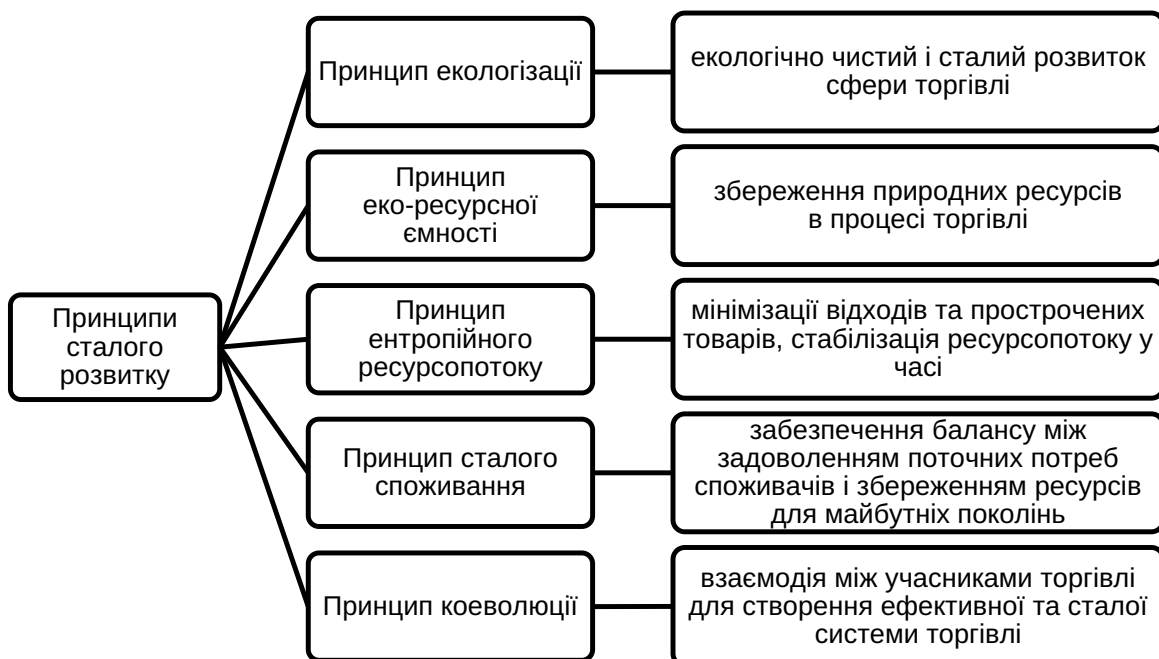 Принципи
сталого
розвитку
Принцип екологізації
екологічно чистий і сталий розвиток
сфери торгівлі
Принцип
еко-ресурсної
ємності
збереження природних ресурсів
в процесі торгівлі
Принцип
ентропійного
ресурсопотоку
мінімізації відходів та прострочених
товарів, стабілізація ресурсопотоку у
часі
Принцип сталого
споживання
забезпечення балансу між
задоволенням поточних потреб
споживачів і збереженням ресурсів
для майбутніх поколінь
Принцип коеволюції
взаємодія між учасниками торгівлі
для створення ефективної та сталої
системи торгівлі